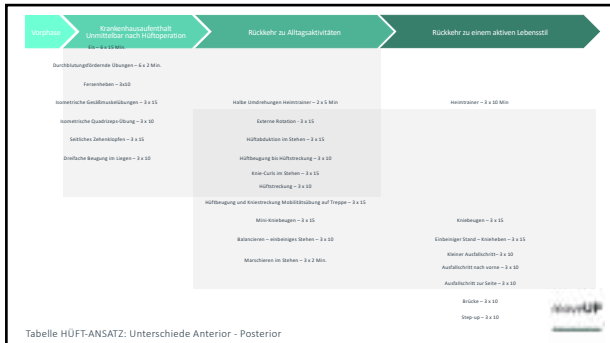 Vorphase
Krankenhausaufenthalt
Unmittelbar nach Hüftoperation
Rückkehr zu Alltagsaktivitäten
Rückkehr zu einem aktiven Lebensstil
Eis – 6 x 15 Min.
Durchblutungsfördernde Übungen – 6 x 2 Min.
Fersenheben – 3x10
Isometrische Gesäßmuskelübungen – 3 x 15
Isometrische Quadrizeps-Übung – 3 x 10
Seitliches Zehenklopfen – 3 x 15
Dreifache Beugung im Liegen – 3 x 10
Halbe Umdrehungen Heimtrainer – 2 x 5 Min
Externe Rotation - 3 x 15
Hüftabduktion im Stehen – 3 x 15
Hüftbeugung bis Hüftstreckung – 3 x 10
Knie-Curls im Stehen – 3 x 15
Hüftstreckung – 3 x 10
Hüftbeugung und Kniestreckung Mobilitätsübung auf Treppe – 3 x 15
Mini-Kniebeugen – 3 x 15
Balancieren – einbeiniges Stehen – 3 x 10
Marschieren im Stehen – 3 x 2 Min.
Heimtrainer – 3 x 10 Min
Kniebeugen – 3 x 15
Einbeiniger Stand – Knieheben – 3 x 15
Kleiner Ausfallschritt– 3 x 10
Ausfallschritt nach vorne – 3 x 10
Ausfallschritt zur Seite – 3 x 10
Brücke – 3 x 10
Step-up – 3 x 10
moveUP
Tabelle HÜFT-ANSATZ: Unterschiede Anterior - Posterior